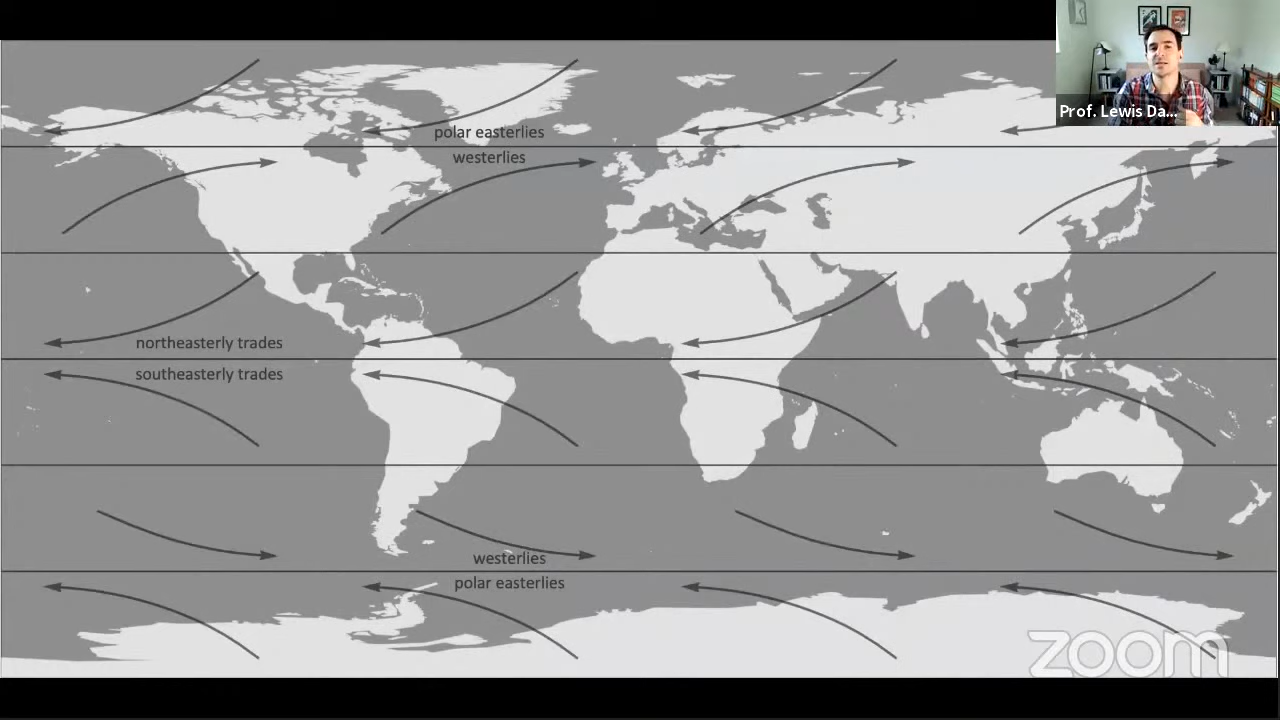 Prof. Lewis Da...
polar easterlies
westerlies
northeasterly trades
southeasterly trades
westerlies
polar easterlies
zoom